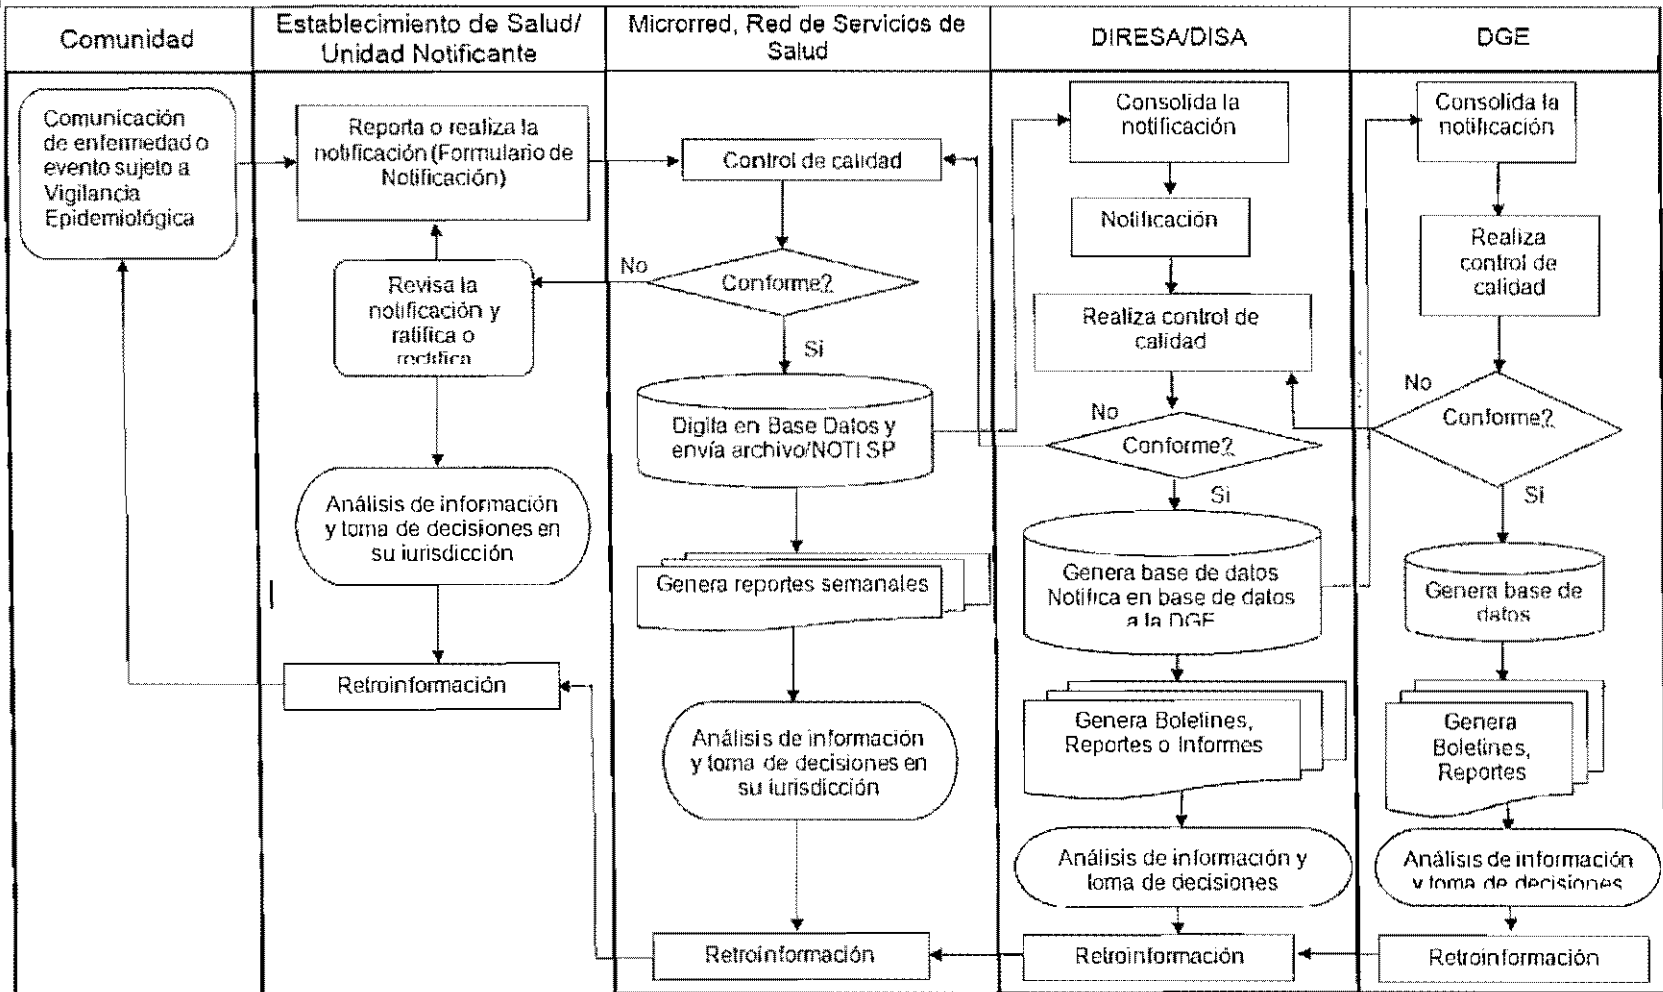 Comunidad
Establecimiento de Salud/
Unidad Notificante
Microrred, Red de Servicios de
Salud
DIRESA/DISA
DGE
Comunicación
de enfermedad o
evento sujeto a
Vigilancia
Epidemiológica
Reporta o realiza la
notificación (Formulario de
Notificación)
Revisa la
notificación y
ratifica o
rectifica
Análisis de información
y toma de decisiones en
su jurisdicción
Retroinformación
Control de calidad
No
Conforme?
Si
Digita en Base Datos y
envía archivo/NOTI SP
Genera reportes semanales
Análisis de información
y toma de decisiones en
su jurisdicción
Retroinformación
Consolida la
notificación
Notificación
Realiza control de
calidad
No
Conforme?
Si
Genera base de datos
Notifica en base de datos
a la DGE
Genera Boletines,
Reportes o Informes
Análisis de información y
toma de decisiones
Retroinformación
Consolida la
notificación
Realiza
control de
calidad
No
Conforme?
Si
Genera base de
datos
Genera
Boletines,
Reportes
Análisis de información
y toma de decisiones
Retroinformación